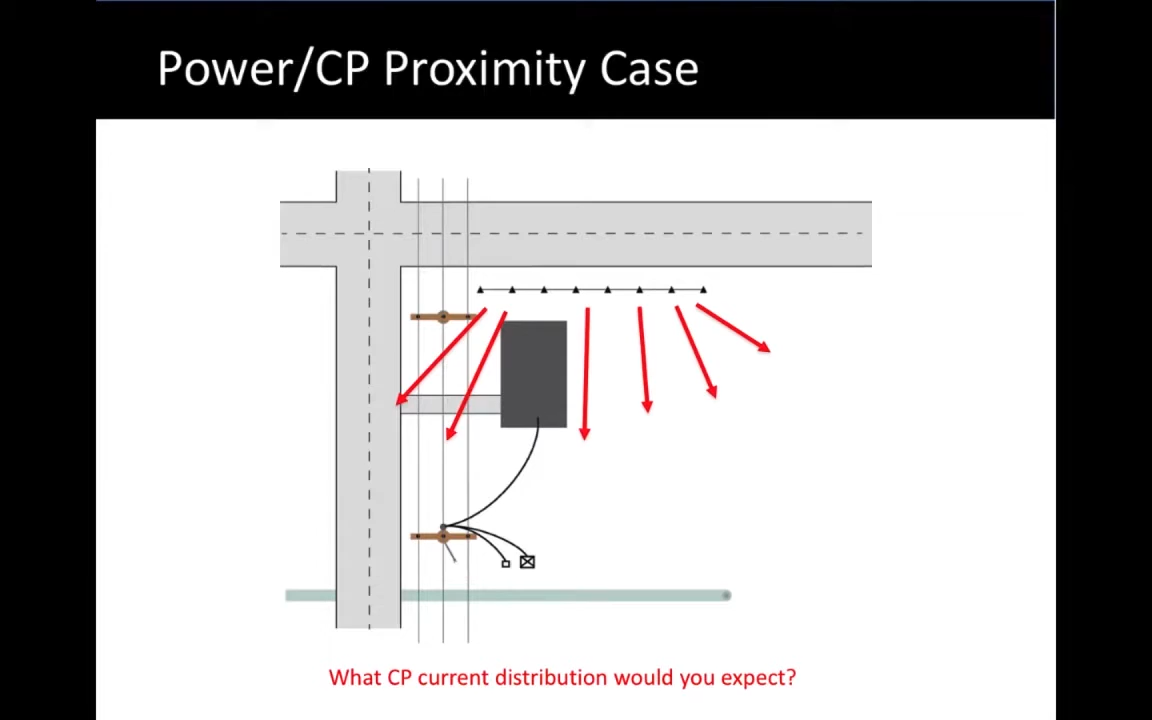 Power/CP Proximity Case
What CP current distribution would you expect?